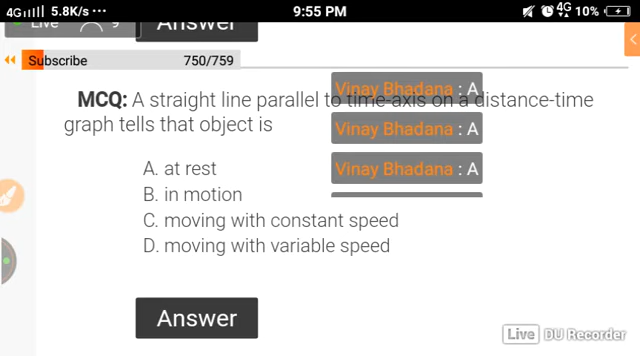 4G 5.8K/s ... 9:55 PM 4G 10%
Live 9 Answer
Subscribe 750/759
MCQ: A straight line parallel to time-axis on a distance-time
graph tells that object is
Vinay Bhadana : A
Vinay Bhadana : A
Vinay Bhadana : A
A. at rest
B. in motion
C. moving with constant speed
D. moving with variable speed
Answer
Live DU Recorder